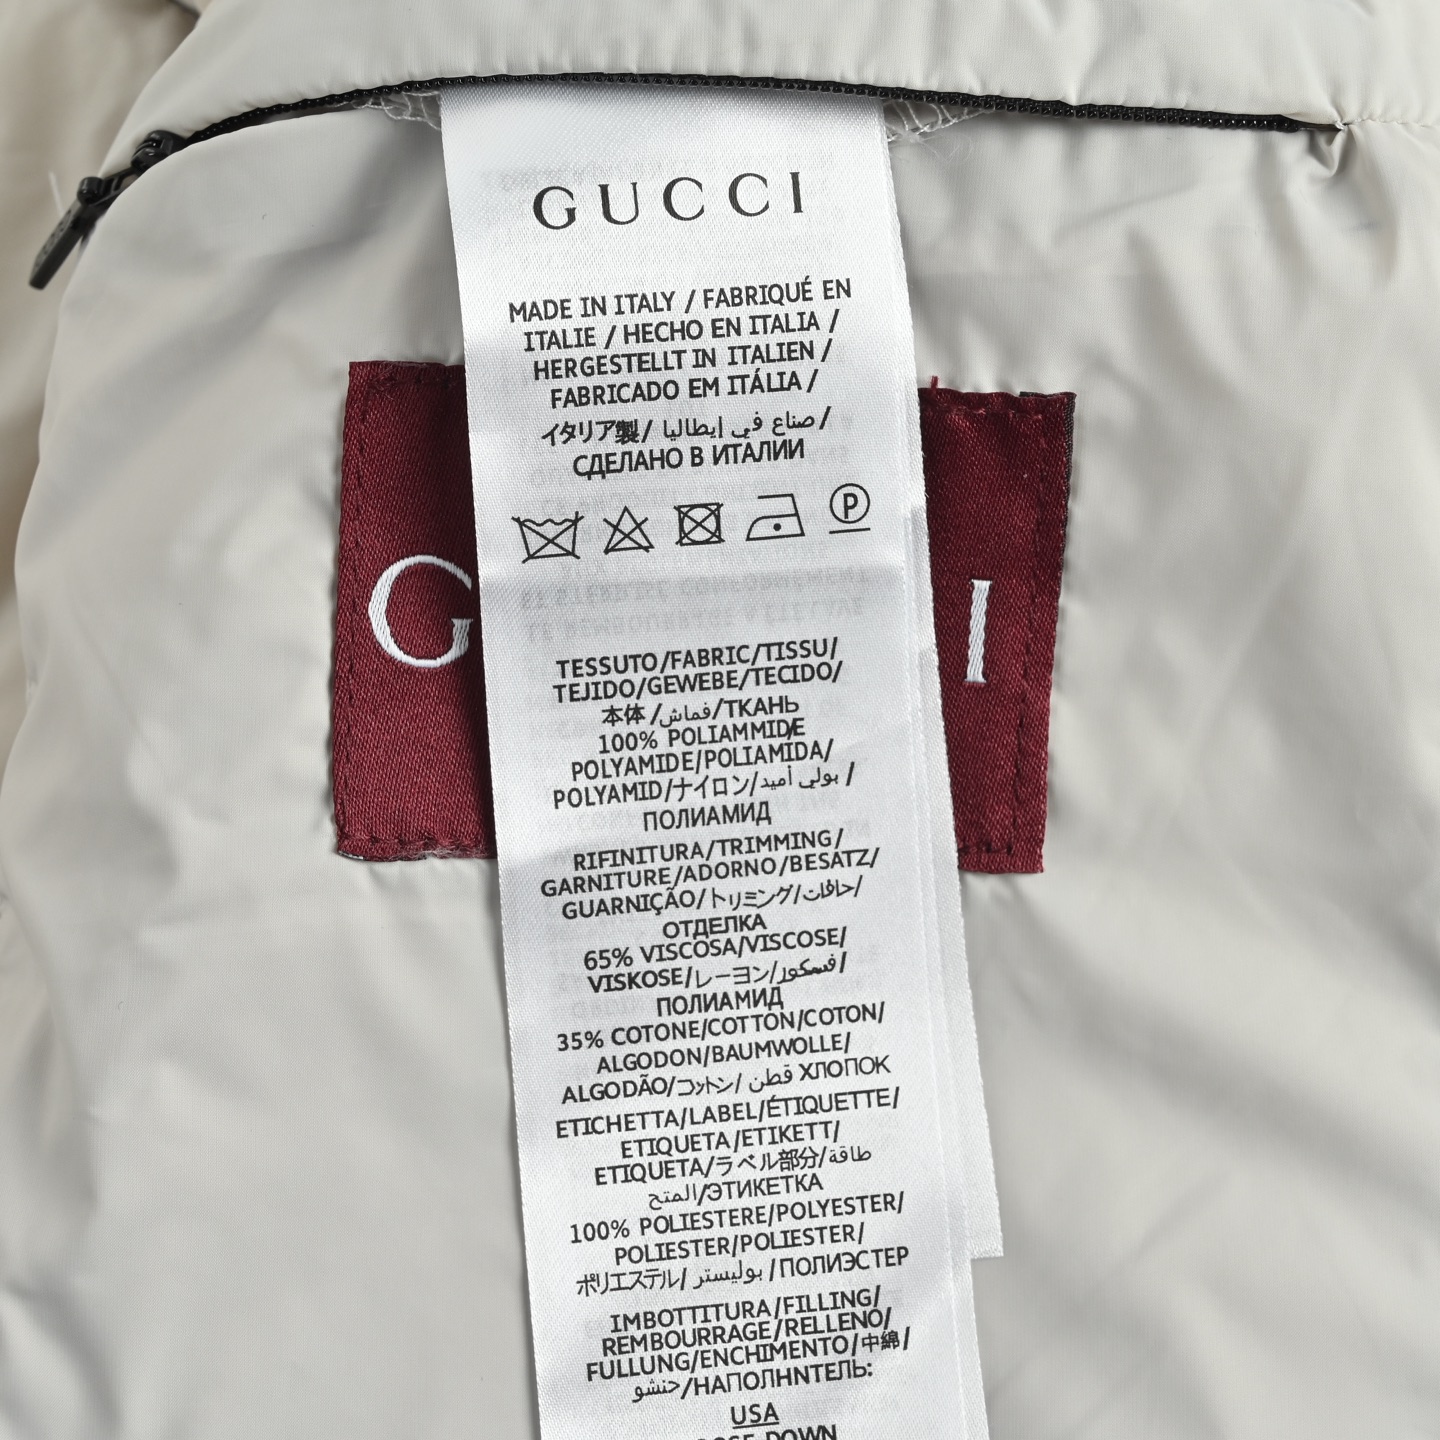 GUCCI
MADE IN ITALY / FABRIQUÉ EN
ITALIE / HECHO EN ITALIA /
HERGESTELLT IN ITALIEN /
FABRICADO EM ITÁLIA /
イタリア製/ صناع في إيطاليا /
СДЕЛАНО В ИТАЛИИ
P
G
I
TESSUTO/FABRIC/TISSU/
TEJIDO/GEWEBE/TECIDO/
本体/قماش/ТКАНЬ
100% POLIAMMIDE
POLYAMIDE/POLIAMIDA/
POLYAMID/ナイロン/بولي أميد/
ПОЛИАМИД
RIFINITURA/TRIMMING/
GARNITURE/ADORNO/BESATZ/
GUARNIÇÃO/トリミング/حافات/
ОТДЕЛКА
65% VISCOSA/VISCOSE/
VISKOSE/レーヨン/فسكوز/
ПОЛИАМИД
35% COTONE/COTTON/COTON/
ALGODON/BAUMWOLLE/
ALGODÃO/コットン/ قطن ХЛОПОК
ETICHETTA/LABEL/ÉTIQUETTE/
ETIQUETA/ETIKETT/
ETIQUETA/ラベル部分/طاقة
المتح/ЭТИКЕТКА
100% POLIESTERE/POLYESTER/
POLIESTER/POLIESTER/
ポリエステル/ بوليستر /ПОЛИЭСТЕР
IMBOTTITURA/FILLING/
REMBOURRAGE/RELLENO/
FULLUNG/ENCHIMENTO/中綿/
حنشو/НАПОЛНNТЕЛЬ:
USA
DOWN